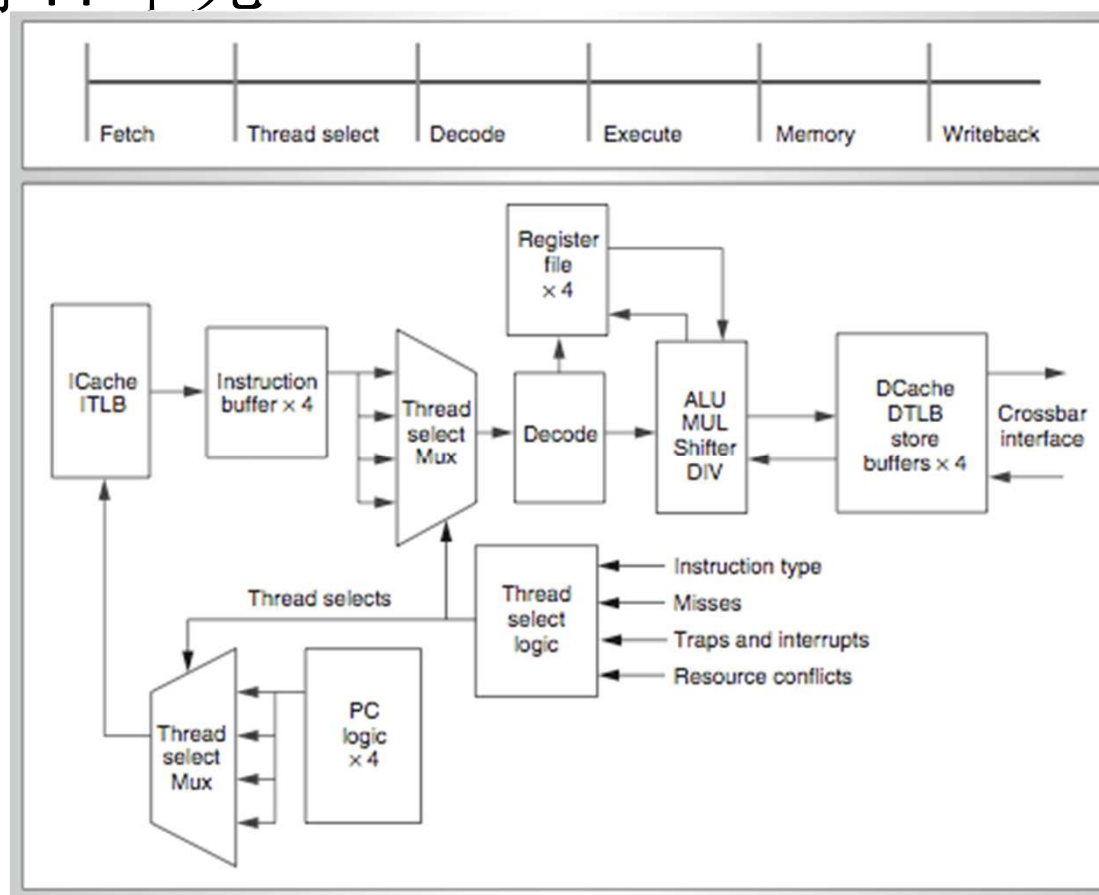 Fetch
Thread select
Decode
Execute
Memory
Writeback
Register
file
× 4
ICache
ITLB
Instruction
buffer × 4
Thread
select
Mux
Decode
ALU
MUL
Shifter
DIV
DCache
DTLB
store
buffers × 4
Crossbar
interface
Thread selects
Thread
select
logic
Instruction type
Misses
Traps and interrupts
Resource conflicts
Thread
select
Mux
PC
logic
× 4